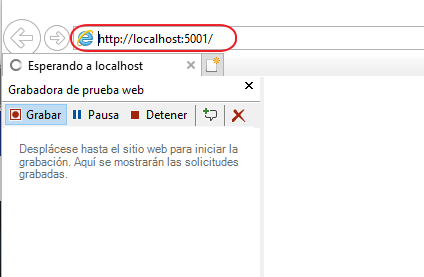 http://localhost:5001/
Esperando a localhost
Grabadora de prueba web
Grabar Pausa Detener
Desplácese hasta el sitio web para iniciar la
grabación. Aquí se mostrarán las solicitudes
grabadas.